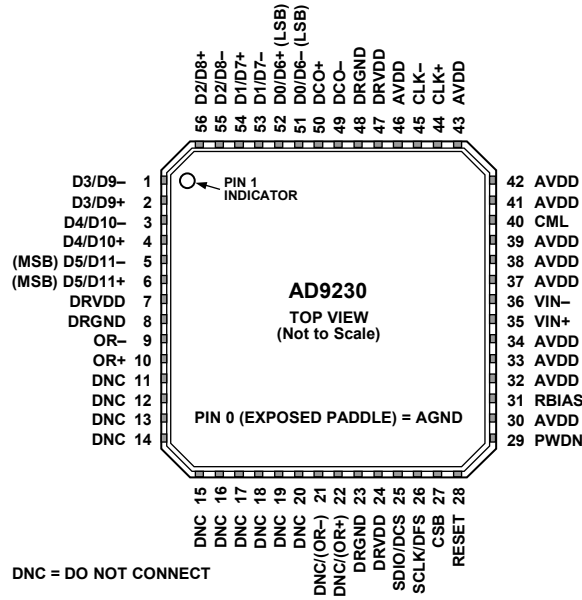 56 D2/D8+
55 D2/D8–
54 D1/D7+
53 D1/D7–
52 D0/D6+ (LSB)
51 D0/D6– (LSB)
50 DCO+
49 DCO–
48 DRGND
47 DRVDD
46 AVDD
45 CLK–
44 CLK+
43 AVDD
D3/D9– 1
D3/D9+ 2
D4/D10– 3
D4/D10+ 4
(MSB) D5/D11– 5
(MSB) D5/D11+ 6
DRVDD 7
DRGND 8
OR– 9
OR+ 10
DNC 11
DNC 12
DNC 13
DNC 14
PIN 1
INDICATOR
AD9230
TOP VIEW
(Not to Scale)
PIN 0 (EXPOSED PADDLE) = AGND
42 AVDD
41 AVDD
40 CML
39 AVDD
38 AVDD
37 AVDD
36 VIN–
35 VIN+
34 AVDD
33 AVDD
32 AVDD
31 RBIAS
30 AVDD
29 PWDN
DNC 15
DNC 16
DNC 17
DNC 18
DNC 19
DNC 20
DNC/(OR–) 21
DNC/(OR+) 22
DRGND 23
DRVDD 24
SDIO/DCS 25
SCLK/DFS 26
CSB 27
RESET 28
DNC = DO NOT CONNECT